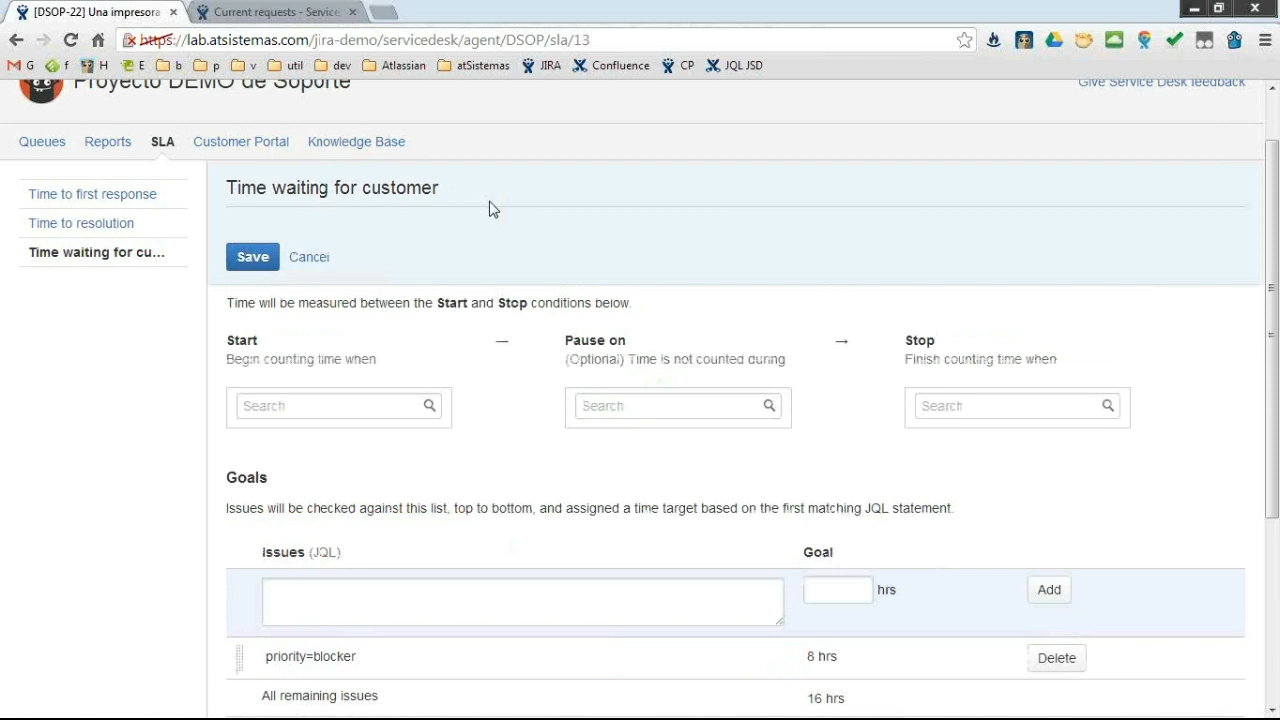 [DSOP-22] Una impresora
Current requests - Service
https://lab.atsistemas.com/jira-demo/servicedesk/agent/DSOP/sla/13
G
f
H
E
b
p
v
util
dev
Atlassian
atSistemas
JIRA
Confluence
CP
JQL JSD
Proyecto DEMO de Soporte
Give Service Desk feedback
Queues
Reports
SLA
Customer Portal
Knowledge Base
Time to first response
Time to resolution
Time waiting for cu...
Time waiting for customer
Save
Cancel
Time will be measured between the Start and Stop conditions below.
Start
→
Pause on
→
Stop
Begin counting time when
(Optional) Time is not counted during
Finish counting time when
Search
Search
Search
Goals
Issues will be checked against this list, top to bottom, and assigned a time target based on the first matching JQL statement.
Issues (JQL)
Goal
hrs
Add
priority=blocker
8 hrs
Delete
All remaining issues
16 hrs